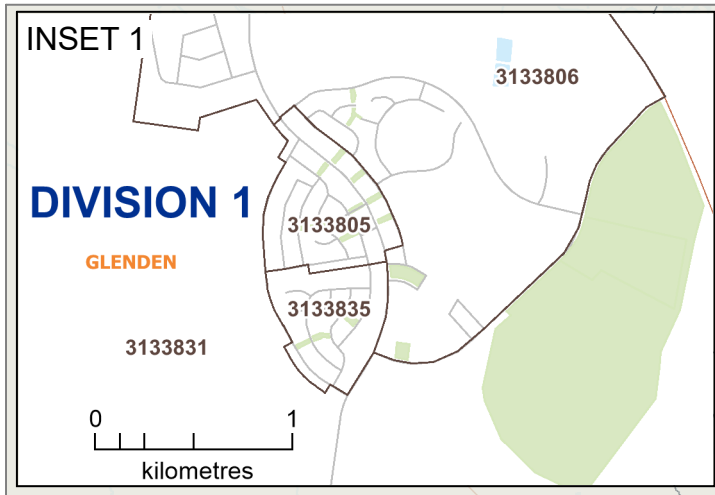 INSET 1
3133806
DIVISION 1
3133805
GLENDEN
3133835
3133831
0 1
kilometres